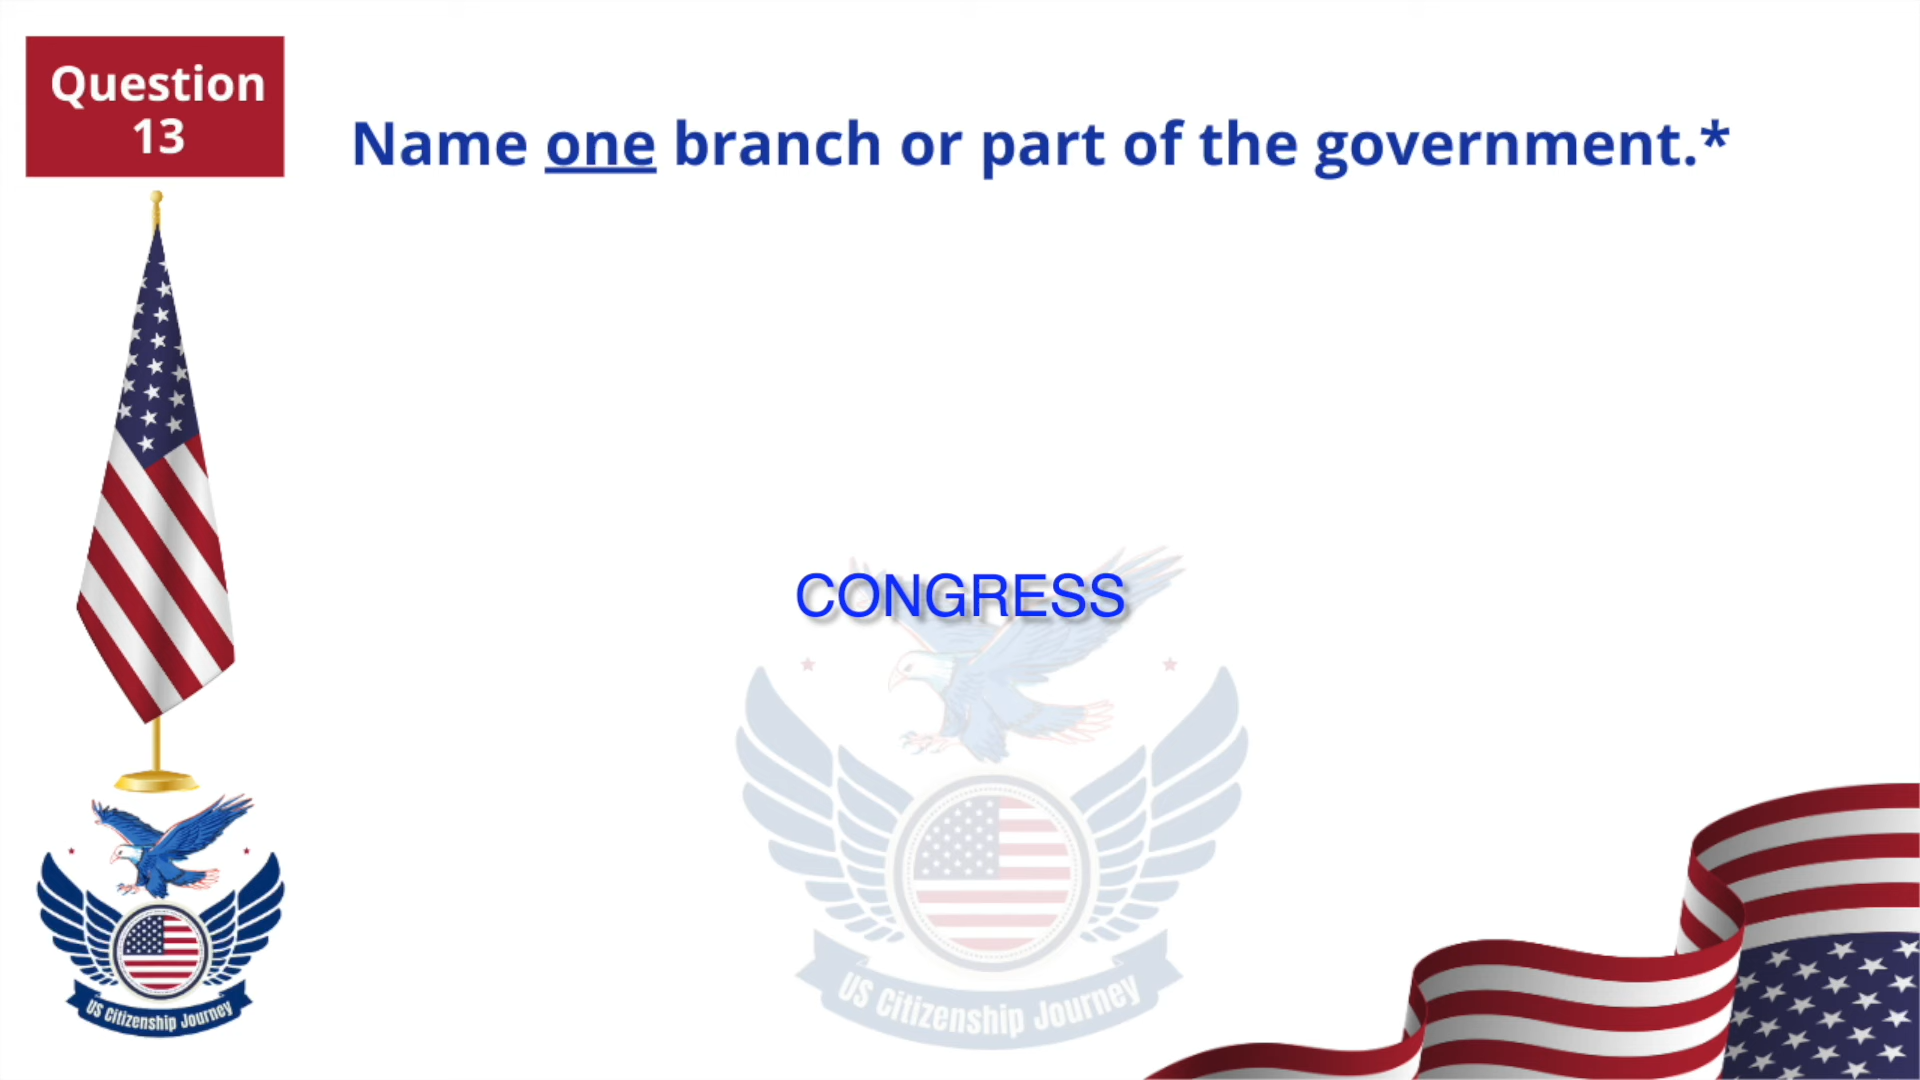 Question
13
Name one branch or part of the government.*
CONGRESS
US Citizenship Journey
US Citizenship Journey